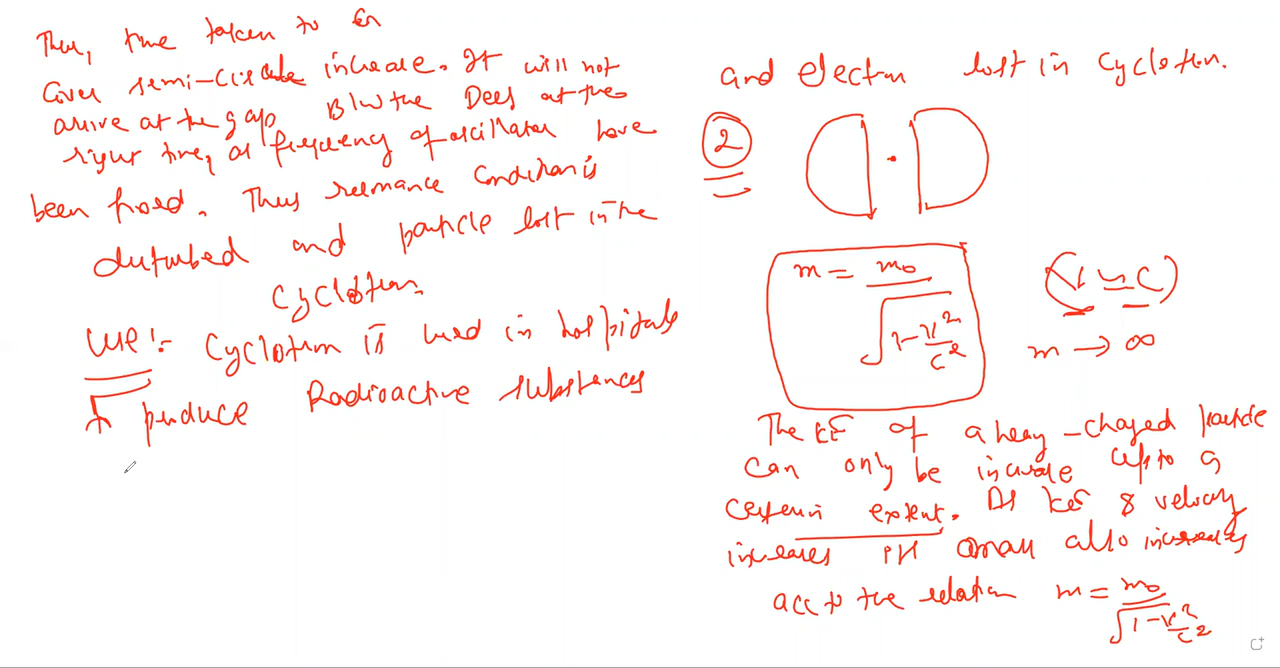 Thus, time taken to
Cover semi-circle increase. It will not
arrive at the gap B/w the Dees at the
right time, as frequency of oscillator have
been fixed. Thus resonance condition is
disturbed and particle lost in the
Cyclotron
Use:- Cyclotron is used in hospitals
to produce Radioactive substances
and electron lost in cyclotron.
2
m = m₀/√(1-v²/c²)
(v ≃ c)
m → ∞
The KE of a heavy-charged particle
can only be increase upto a
certain extent. As KE & velocity
increases its mass also increases
acc to the relation m = m₀/√(1-v²/c²)